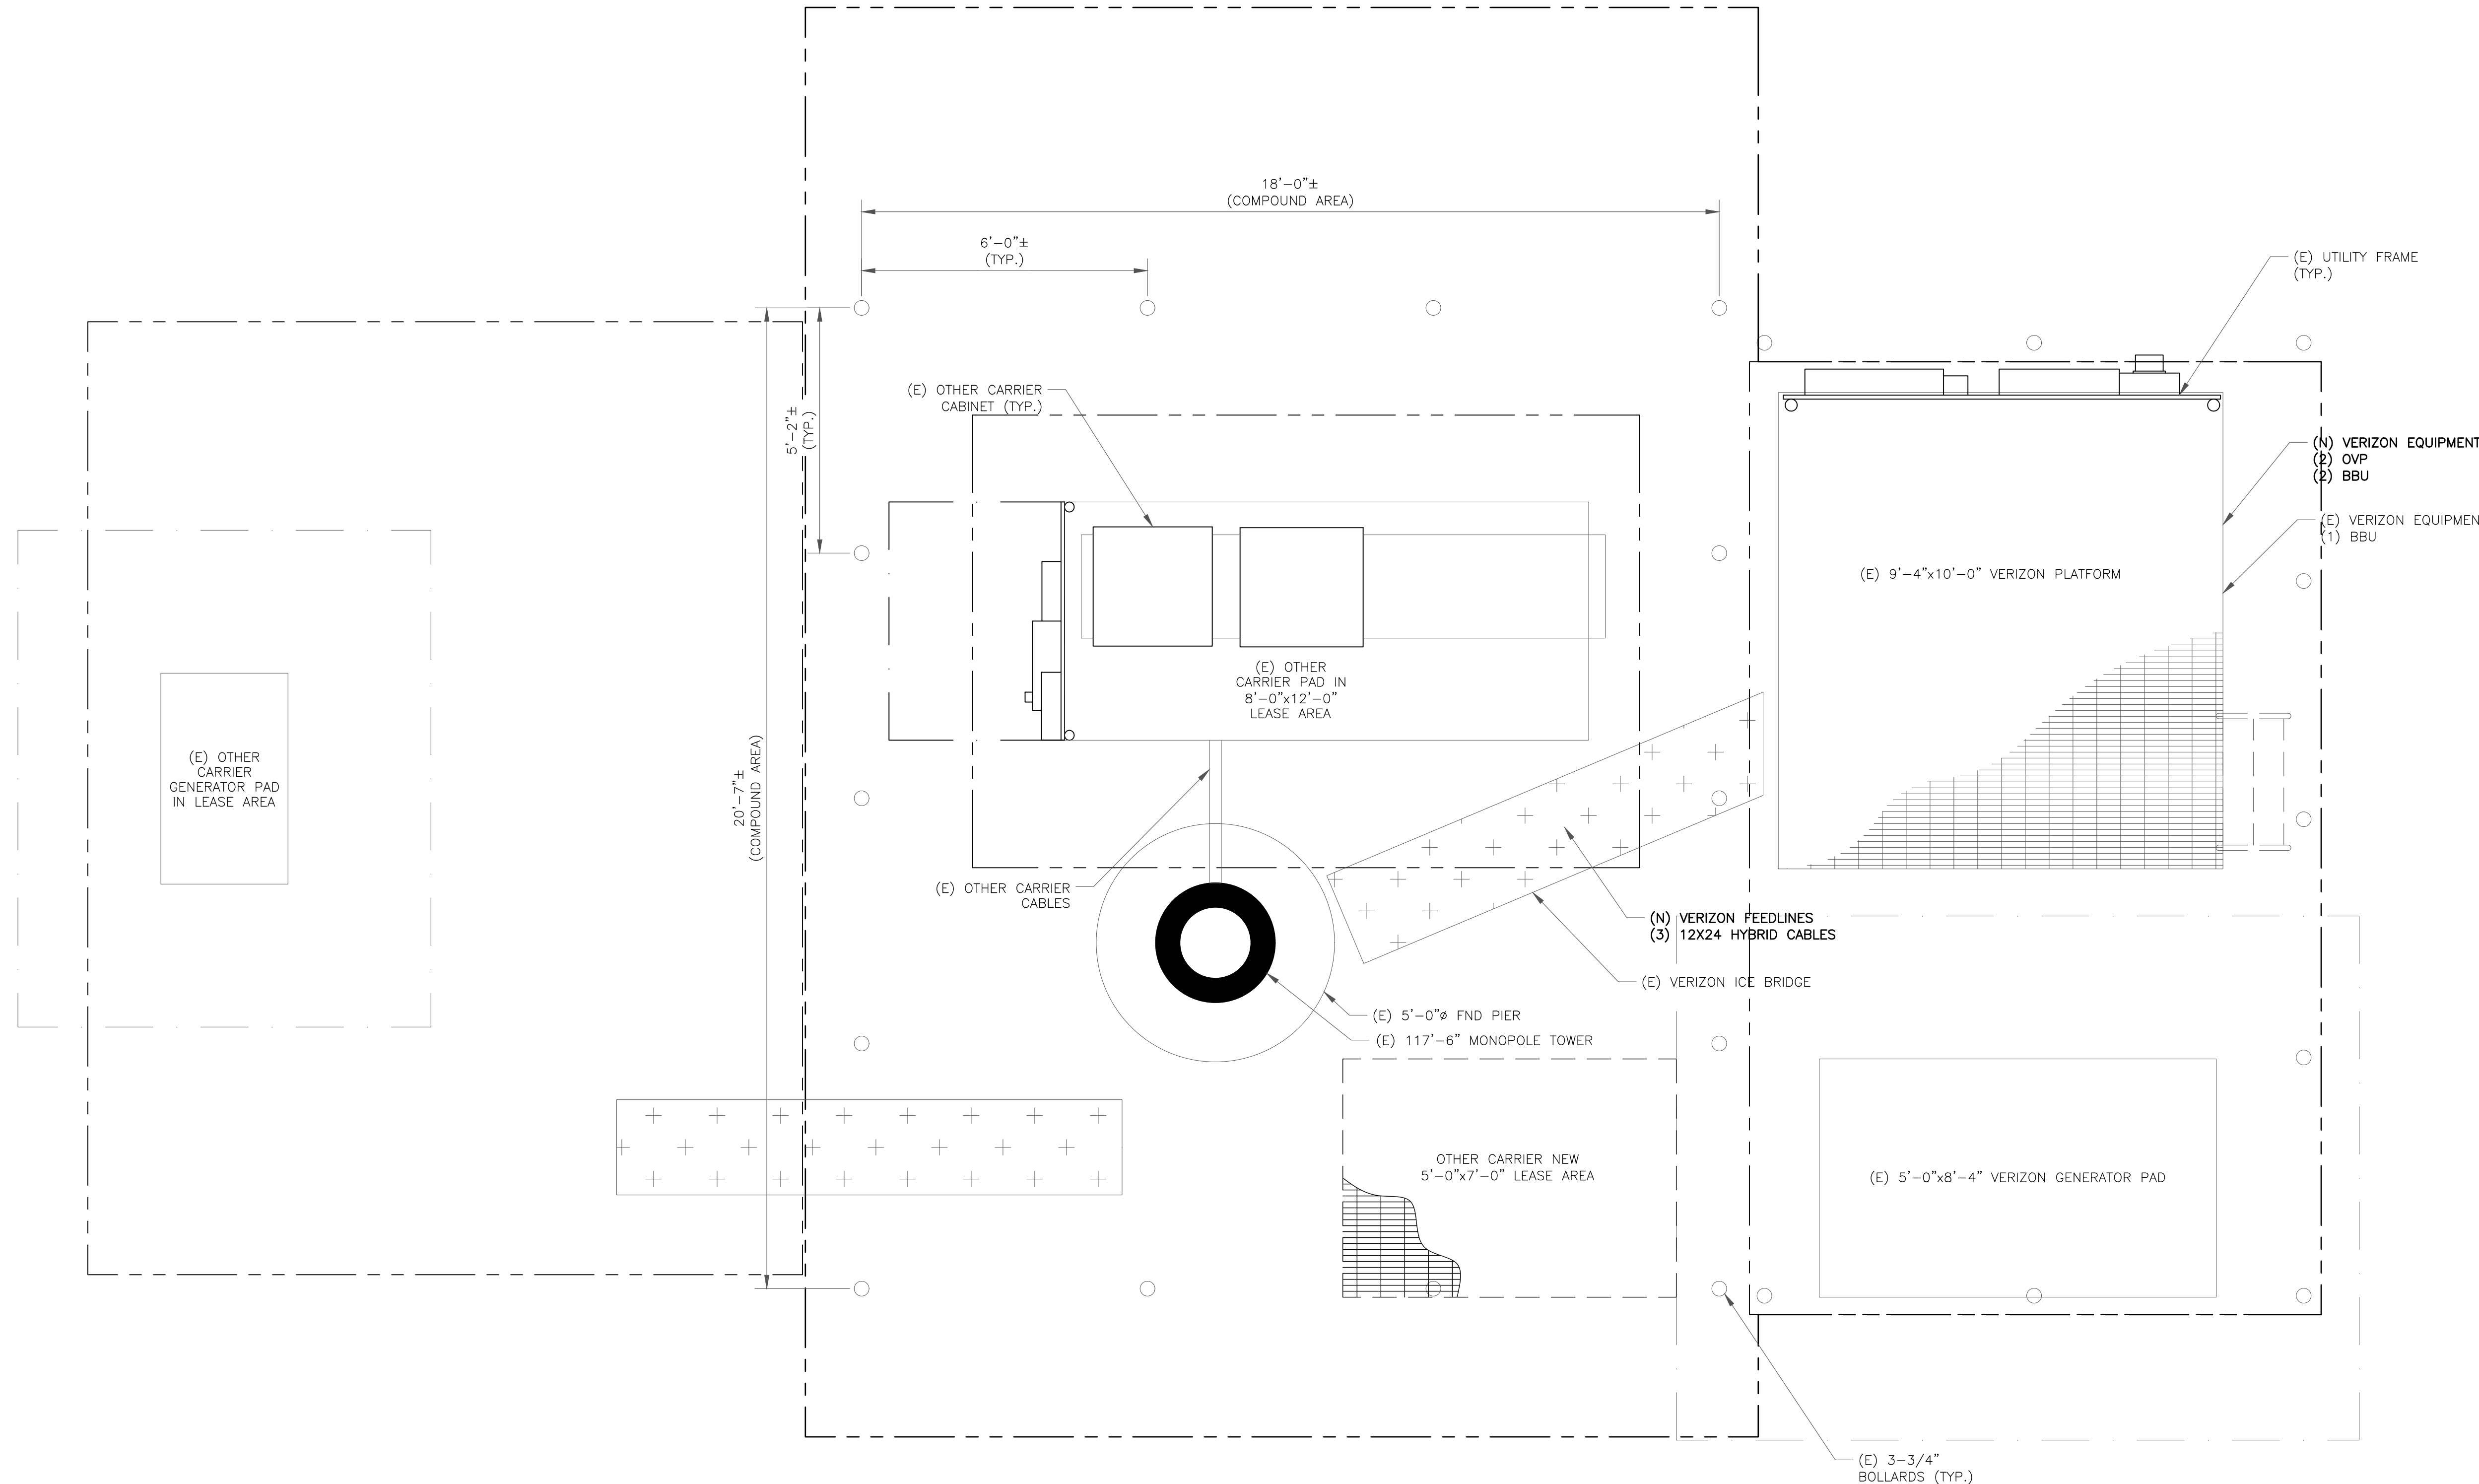 18'-0"±
(COMPOUND AREA)
6'-0"±
(TYP.)
(E) UTILITY FRAME
(TYP.)
(E) OTHER CARRIER
CABINET (TYP.)
5'-2"±
(TYP.)
(N) VERIZON EQUIPMENT
(2) OVP
(2) BBU
(E) VERIZON EQUIPMEN
(1) BBU
(E) 9'-4"x10'-0" VERIZON PLATFORM
(E) OTHER
CARRIER PAD IN
8'-0"x12'-0"
LEASE AREA
(E) OTHER
CARRIER
GENERATOR PAD
IN LEASE AREA
20'-7"±
(COMPOUND AREA)
(E) OTHER CARRIER
CABLES
(N) VERIZON FEEDLINES
(3) 12X24 HYBRID CABLES
(E) VERIZON ICE BRIDGE
(E) 5'-0"ø FND PIER
(E) 117'-6" MONOPOLE TOWER
OTHER CARRIER NEW
5'-0"x7'-0" LEASE AREA
(E) 5'-0"x8'-4" VERIZON GENERATOR PAD
(E) 3-3/4"
BOLLARDS (TYP.)